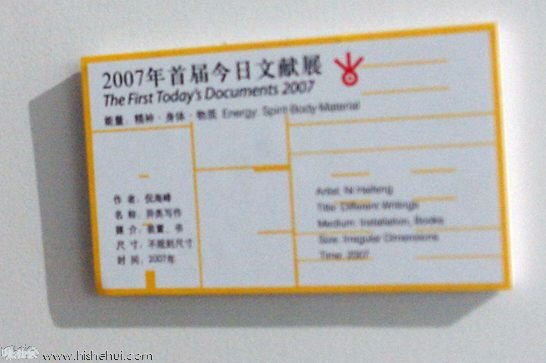 2007年首届今日文献展
The First Today's Documents 2007
能量：精神·身体·物质 Energy: Spirit·Body·Material
作 者：倪海峰
名 称：异类写作
媒 介：装置、书
尺 寸：不规则尺寸
时 间：2007年
Artist: Ni Haifeng
Title: Different Writings
Medium: Installation, Books
Size: Irregular Dimensions
Time: 2007
www.hishehui.com